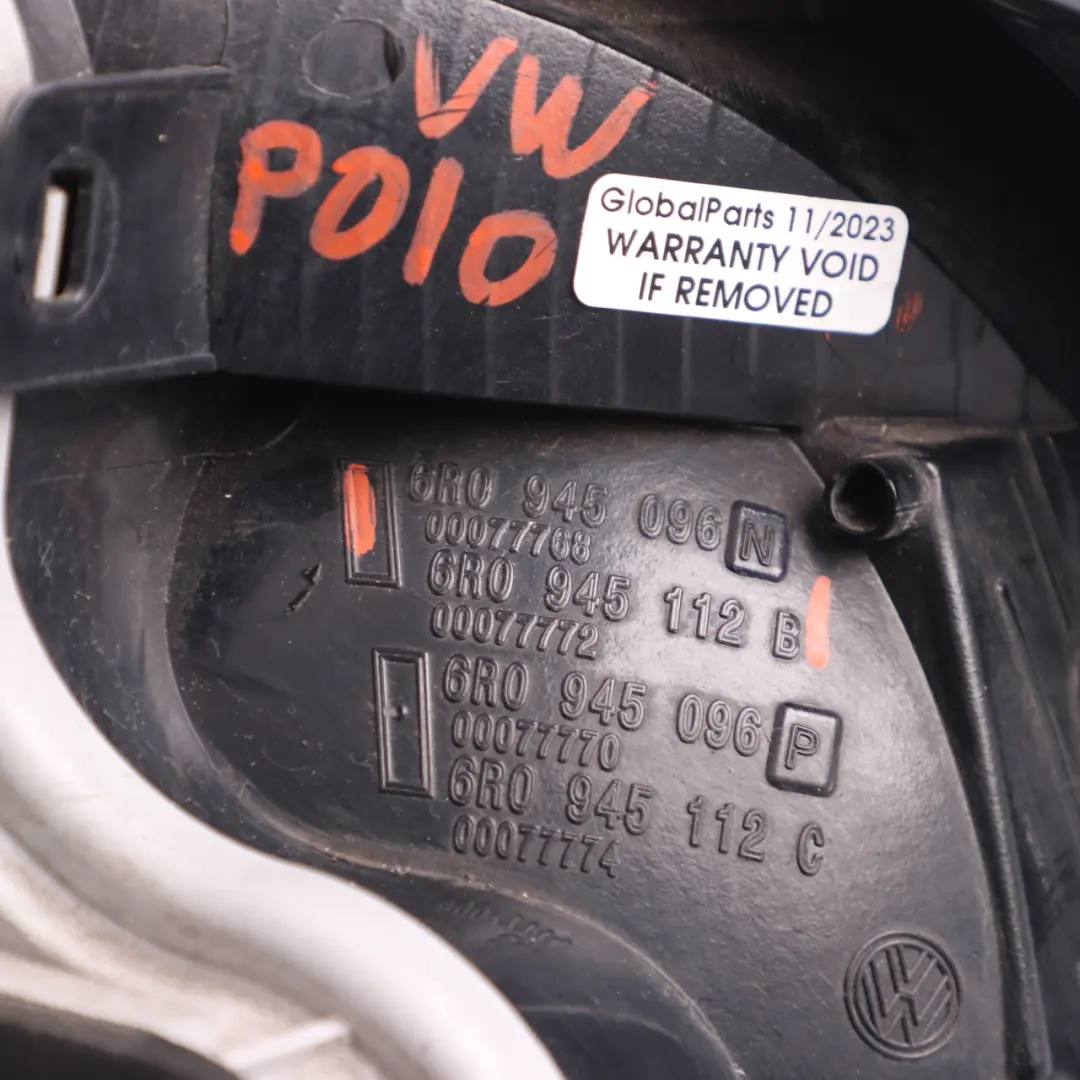 VW
POlO
GlobalParts 11/2023
WARRANTY VOID
IF REMOVED
6R0 945 096 N
00077768
6R0 945 112 B
00077772
6R0 945 096 P
00077770
6R0 945 112 C
00077774
VW